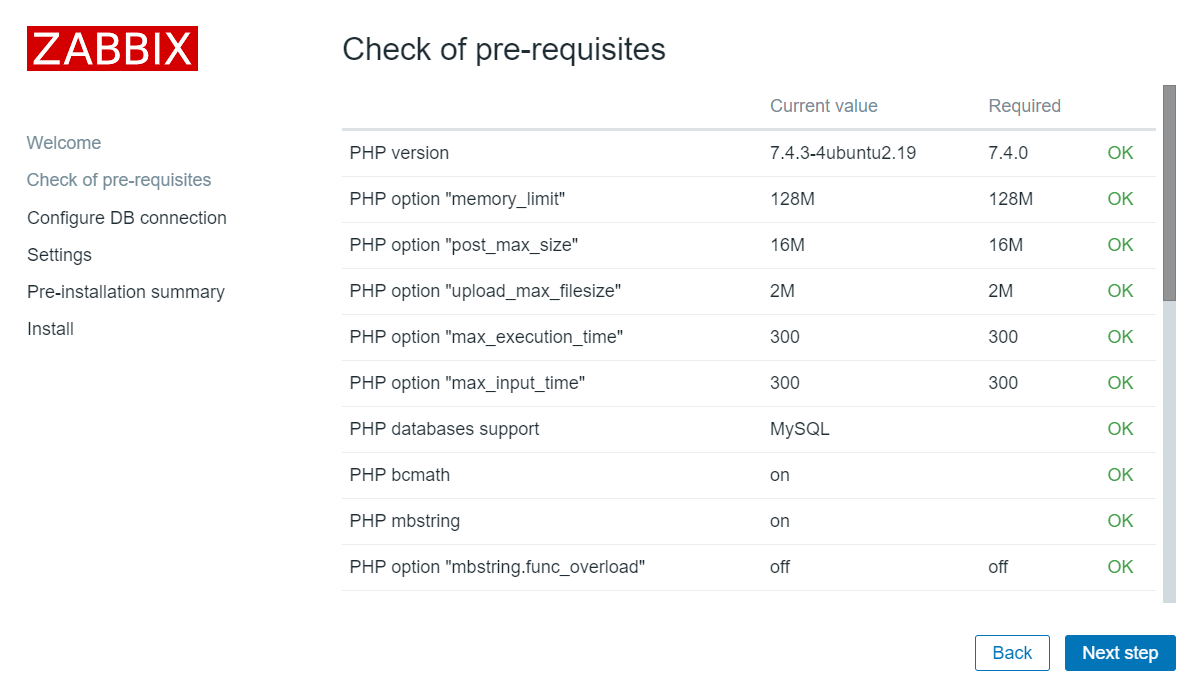 ZABBIX
Check of pre-requisites
Welcome
Check of pre-requisites
Configure DB connection
Settings
Pre-installation summary
Install
Current value Required
PHP version 7.4.3-4ubuntu2.19 7.4.0 OK
PHP option "memory_limit" 128M 128M OK
PHP option "post_max_size" 16M 16M OK
PHP option "upload_max_filesize" 2M 2M OK
PHP option "max_execution_time" 300 300 OK
PHP option "max_input_time" 300 300 OK
PHP databases support MySQL OK
PHP bcmath on OK
PHP mbstring on OK
PHP option "mbstring.func_overload" off off OK
Back Next step